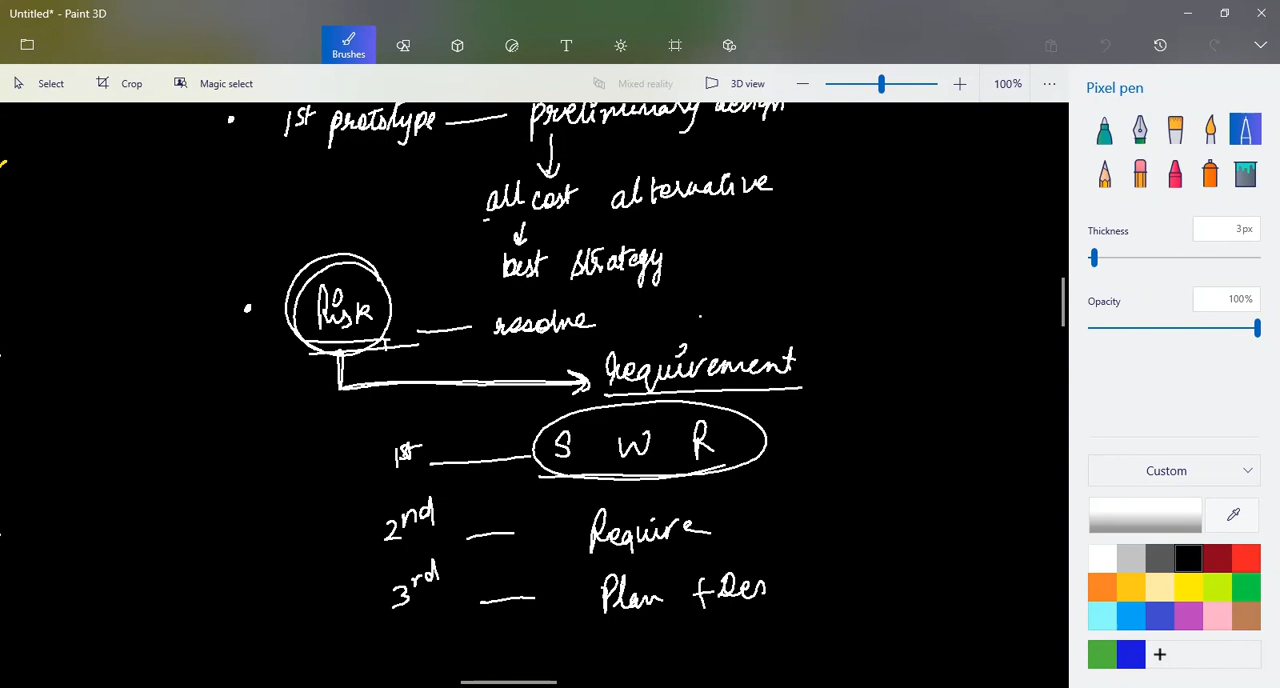 Untitled* - Paint 3D
Brushes
Select Crop Magic select Mixed reality 3D view 100%
Pixel pen
Thickness 3px
Opacity 100%
Custom
1st prototype — preliminary design
all cost alternative
best strategy
Risk — resolve
Requirement
1st — S W R
2nd — Require
3rd — Plan + Des